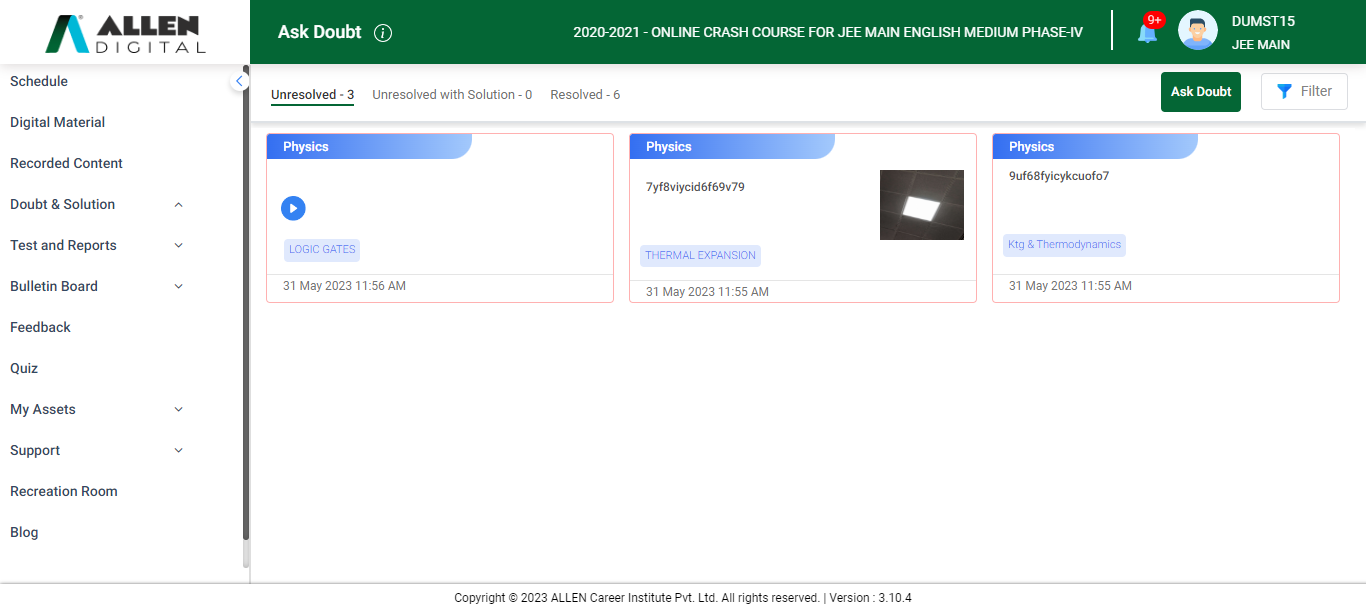 ALLEN
DIGITAL
Ask Doubt
2020-2021 - ONLINE CRASH COURSE FOR JEE MAIN ENGLISH MEDIUM PHASE-IV
9+
DUMST15
JEE MAIN
Schedule
Digital Material
Recorded Content
Doubt & Solution
Test and Reports
Bulletin Board
Feedback
Quiz
My Assets
Support
Recreation Room
Blog
Unresolved - 3
Unresolved with Solution - 0
Resolved - 6
Ask Doubt
Filter
Physics
LOGIC GATES
31 May 2023 11:56 AM
Physics
7yf8viycid6f69v79
THERMAL EXPANSION
31 May 2023 11:55 AM
Physics
9uf68fyicykcuofo7
Ktg & Thermodynamics
31 May 2023 11:55 AM
Copyright © 2023 ALLEN Career Institute Pvt. Ltd. All rights reserved. | Version : 3.10.4